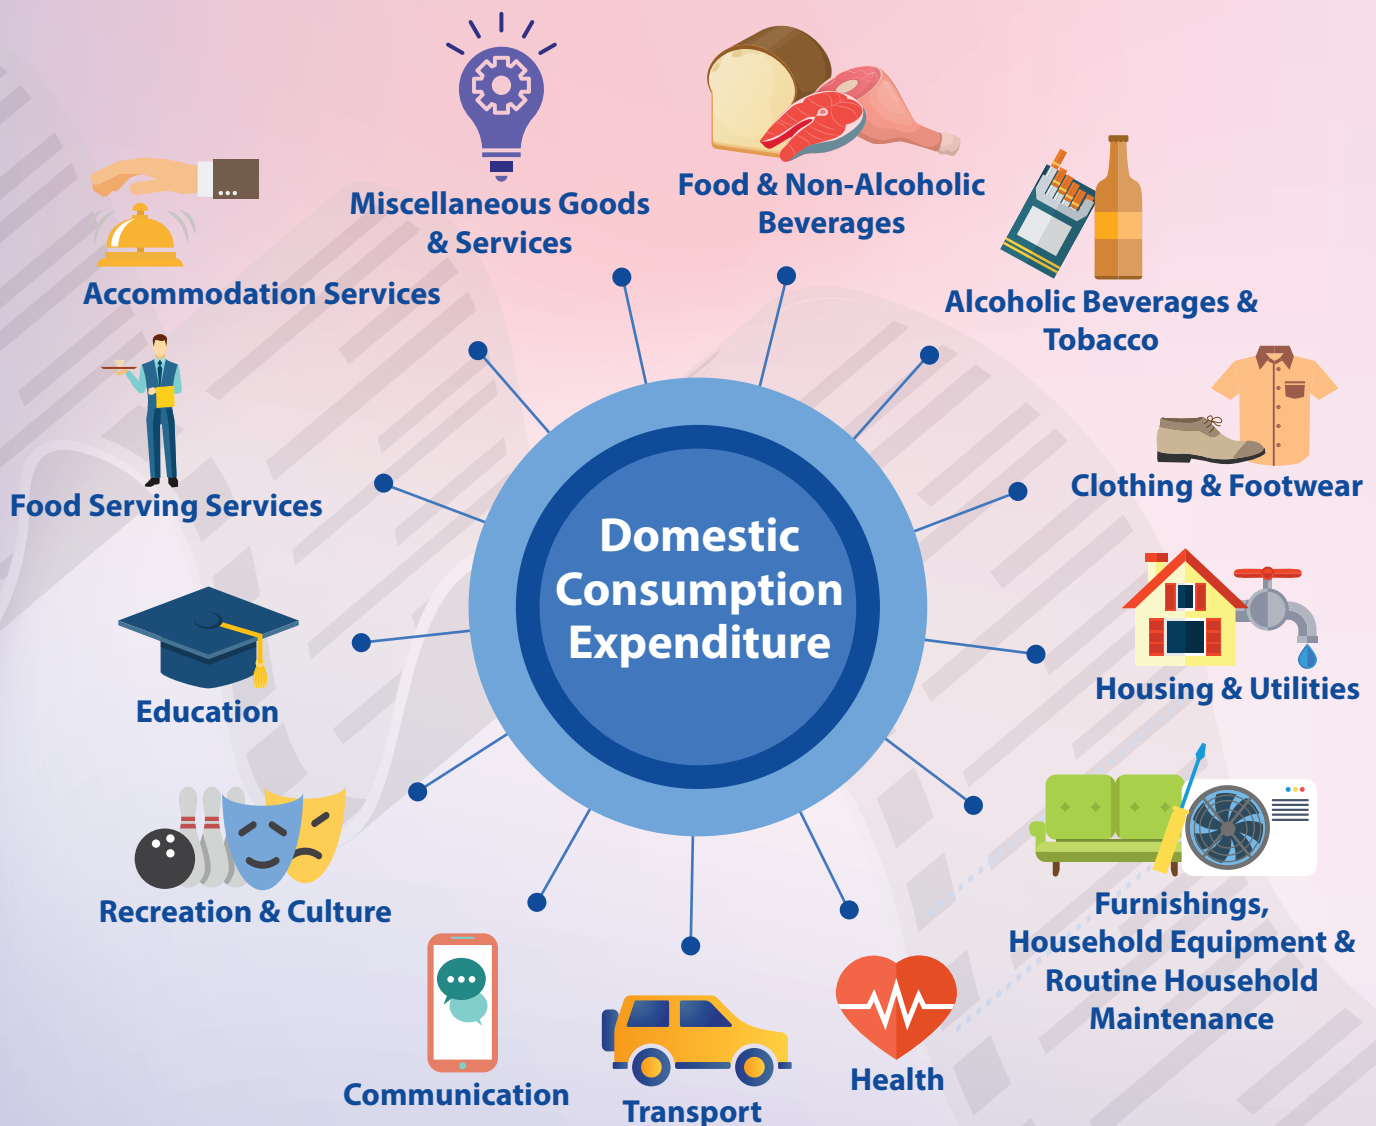 Miscellaneous Goods
& Services
Food & Non-Alcoholic
Beverages
Alcoholic Beverages &
Tobacco
Clothing & Footwear
Housing & Utilities
Furnishings,
Household Equipment &
Routine Household
Maintenance
Health
Transport
Communication
Recreation & Culture
Education
Food Serving Services
Accommodation Services
Domestic
Consumption
Expenditure